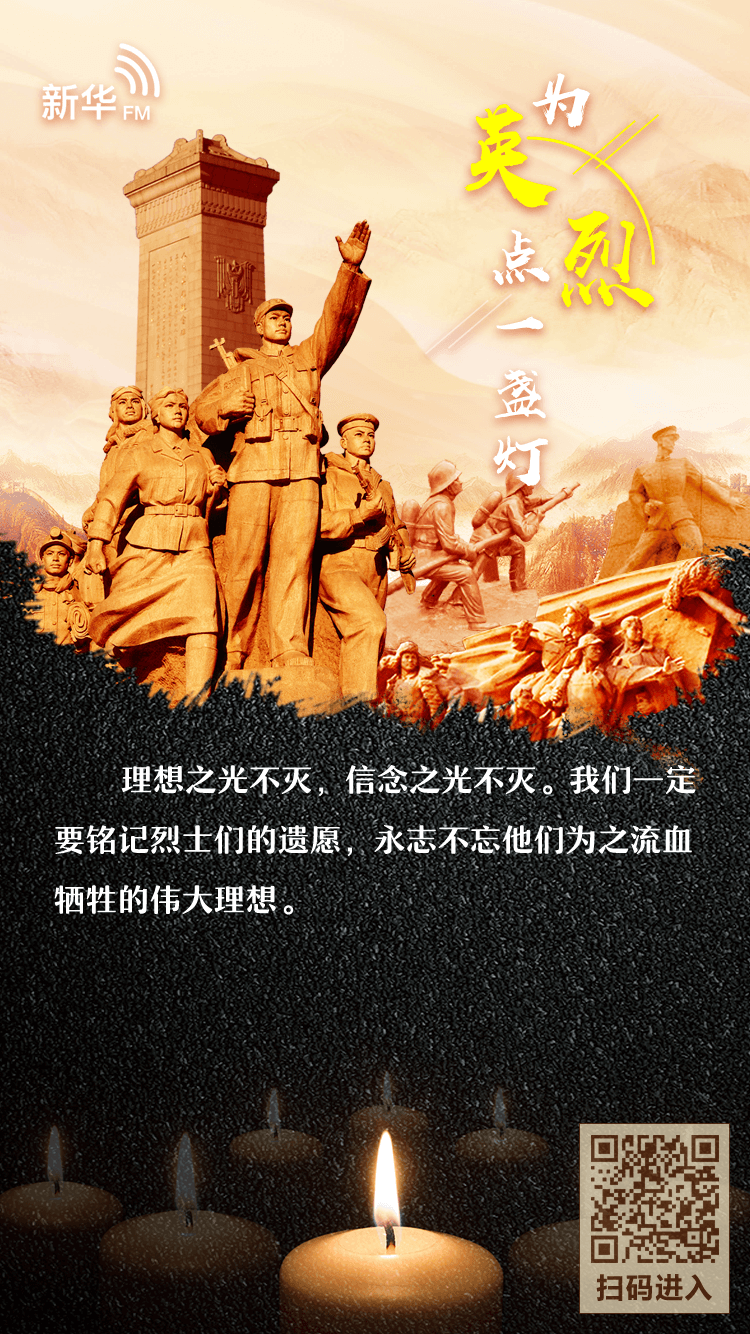 新华
FM
为英烈点一盏灯
理想之光不灭，信念之光不灭。我们一定
要铭记烈士们的遗愿，永志不忘他们为之流血
牺牲的伟大理想。
扫码进入